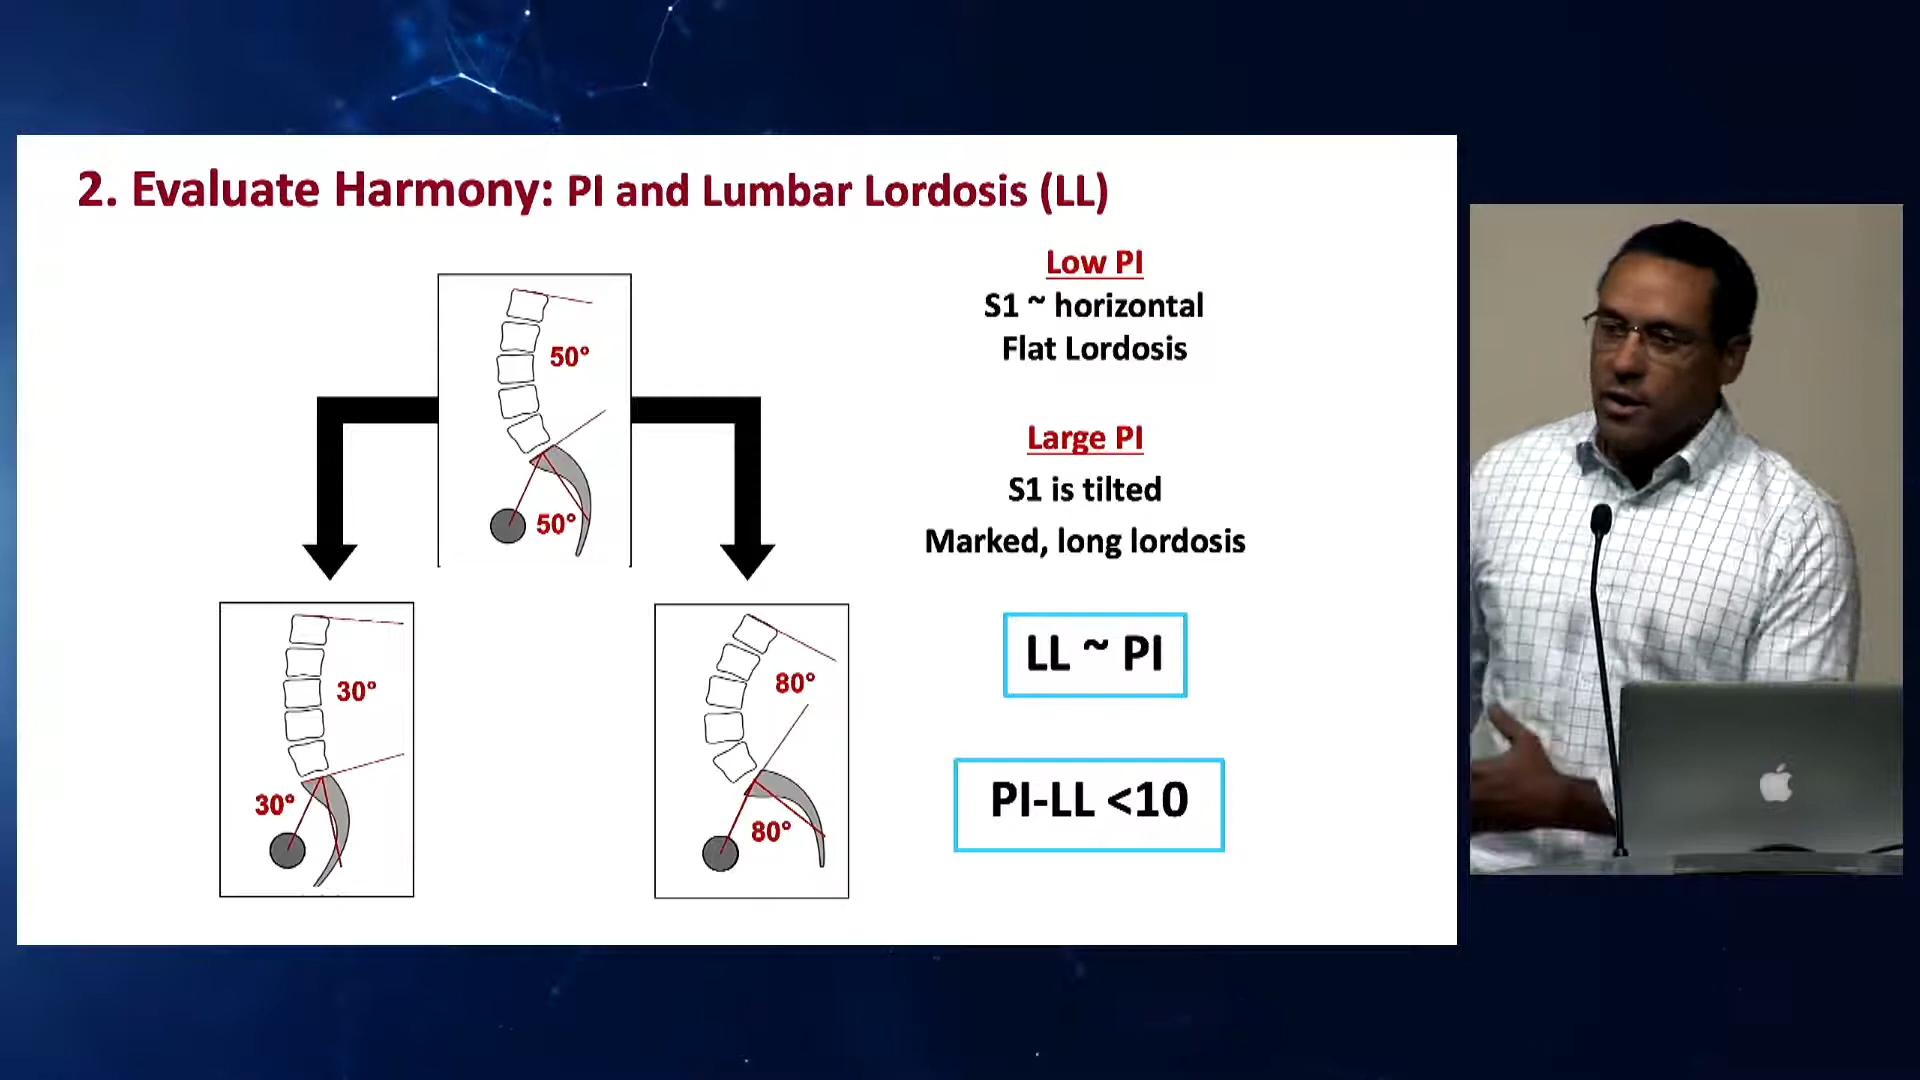 2. Evaluate Harmony: PI and Lumbar Lordosis (LL)
50°
50°
30°
30°
80°
80°
Low PI
S1 ~ horizontal
Flat Lordosis
Large PI
S1 is tilted
Marked, long lordosis
LL ~ PI
PI-LL <10